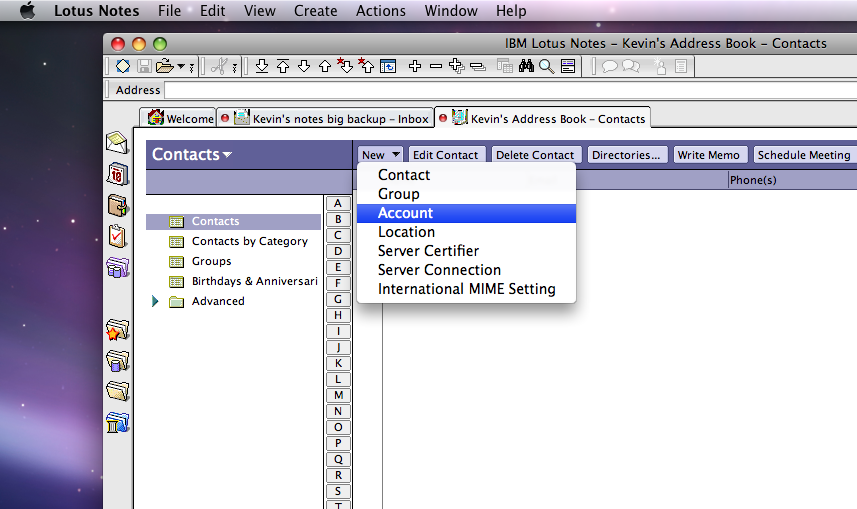 Lotus Notes File Edit View Create Actions Window Help
IBM Lotus Notes – Kevin's Address Book – Contacts
Address
Welcome Kevin's notes big backup – Inbox Kevin's Address Book – Contacts
Contacts
New Edit Contact Delete Contact Directories... Write Memo Schedule Meeting
Phone(s)
Contact
Group
Account
Location
Server Certifier
Server Connection
International MIME Setting
Contacts
Contacts by Category
Groups
Birthdays & Anniversari
Advanced
A
B
C
D
E
F
G
H
I
J
K
L
M
N
O
P
Q
R
S
T
10